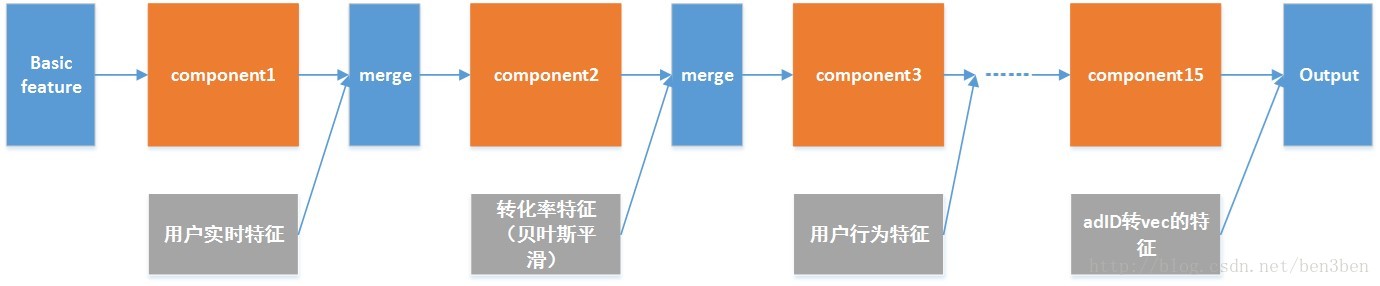 Basic
feature
component1
merge
component2
merge
component3
component15
Output
用户实时特征
转化率特征
（贝叶斯平
滑）
用户行为特征
adID转vec的特
征
http://blog.csdn.net/ben3ben